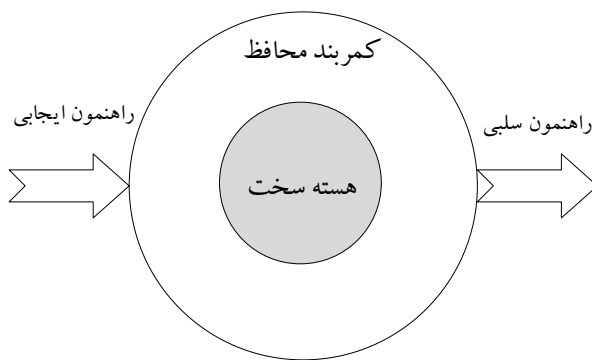 کمربند محافظ
راهنمون ایجابی
راهنمون سلبی
هسته سخت